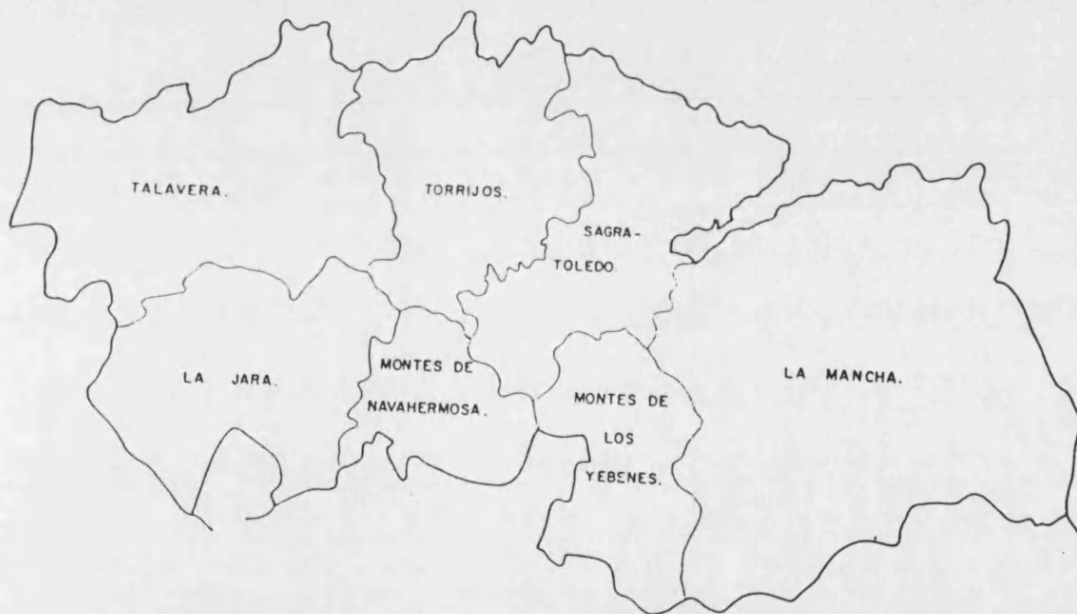 TALAVERA.
TORRIJOS.
SAGRA-
TOLEDO.
LA JARA.
MONTES DE
NAVAHERMOSA.
MONTES DE
LOS
YEBENES.
LA MANCHA.